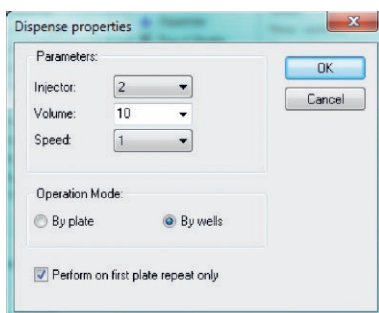 Dispense properties
Parameters:
OK
Injector: 2
Cancel
Volume: 10
Speed: 1
Operation Mode:
By plate By wells
Perform on first plate repeat only